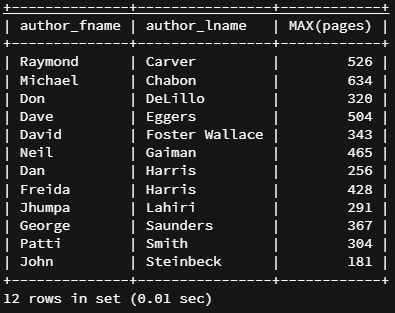 +--------------+----------------+------------+
| author_fname | author_lname   | MAX(pages) |
+--------------+----------------+------------+
| Raymond      | Carver         |        526 |
| Michael      | Chabon         |        634 |
| Don          | DeLillo        |        320 |
| Dave         | Eggers         |        504 |
| David        | Foster Wallace |        343 |
| Neil         | Gaiman         |        465 |
| Dan          | Harris         |        256 |
| Freida       | Harris         |        428 |
| Jhumpa       | Lahiri         |        291 |
| George       | Saunders       |        367 |
| Patti        | Smith          |        304 |
| John         | Steinbeck      |        181 |
+--------------+----------------+------------+
12 rows in set (0.01 sec)